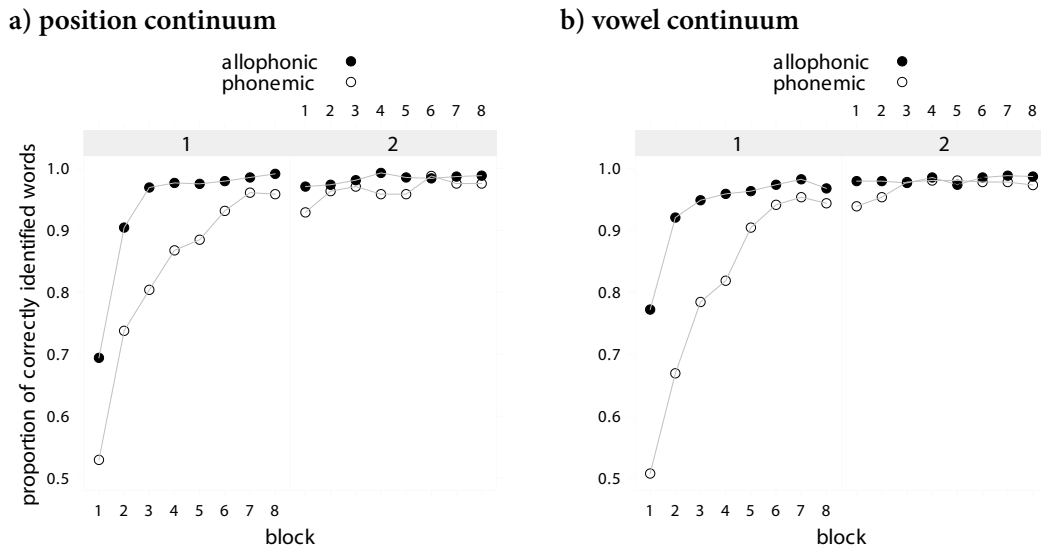 a) position continuum
allophonic ●
phonemic ○
1 2 3 4 5 6 7 8
1 2
proportion of correctly identified words
1.0
0.9
0.8
0.7
0.6
0.5
1 2 3 4 5 6 7 8
block
b) vowel continuum
allophonic ●
phonemic ○
1 2 3 4 5 6 7 8
1 2
1.0
0.9
0.8
0.7
0.6
0.5
1 2 3 4 5 6 7 8
block